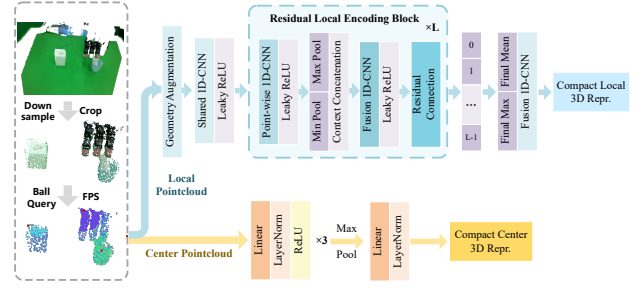 Residual Local Encoding Block
×L
Geometry Augmentation
Shared 1D-CNN
Leaky ReLU
Point-wise 1D-CNN
Leaky ReLU
Min Pool
Max Pool
Context Concatenation
Fusion 1D-CNN
Leaky ReLU
Residual
Connection
0
1
...
L-1
Final Max
Final Mean
Fusion 1D-CNN
Compact Local
3D Repr.
Down
sample
Crop
Ball
Query
FPS
Local
Pointcloud
Center Pointcloud
Linear
LayerNorm
ReLU
×3
Max
Pool
Linear
LayerNorm
Compact Center
3D Repr.